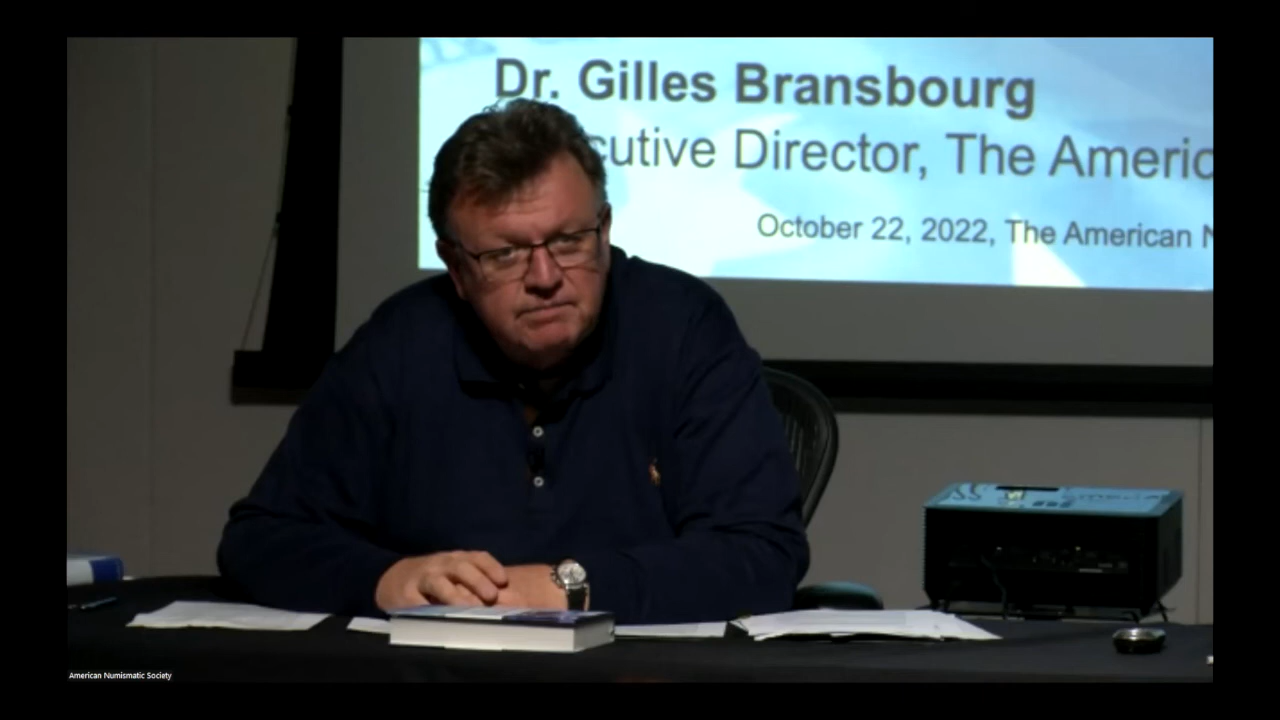 Dr. Gilles Bransbourg
cutive Director, The Americ
October 22, 2022, The American N
American Numismatic Society